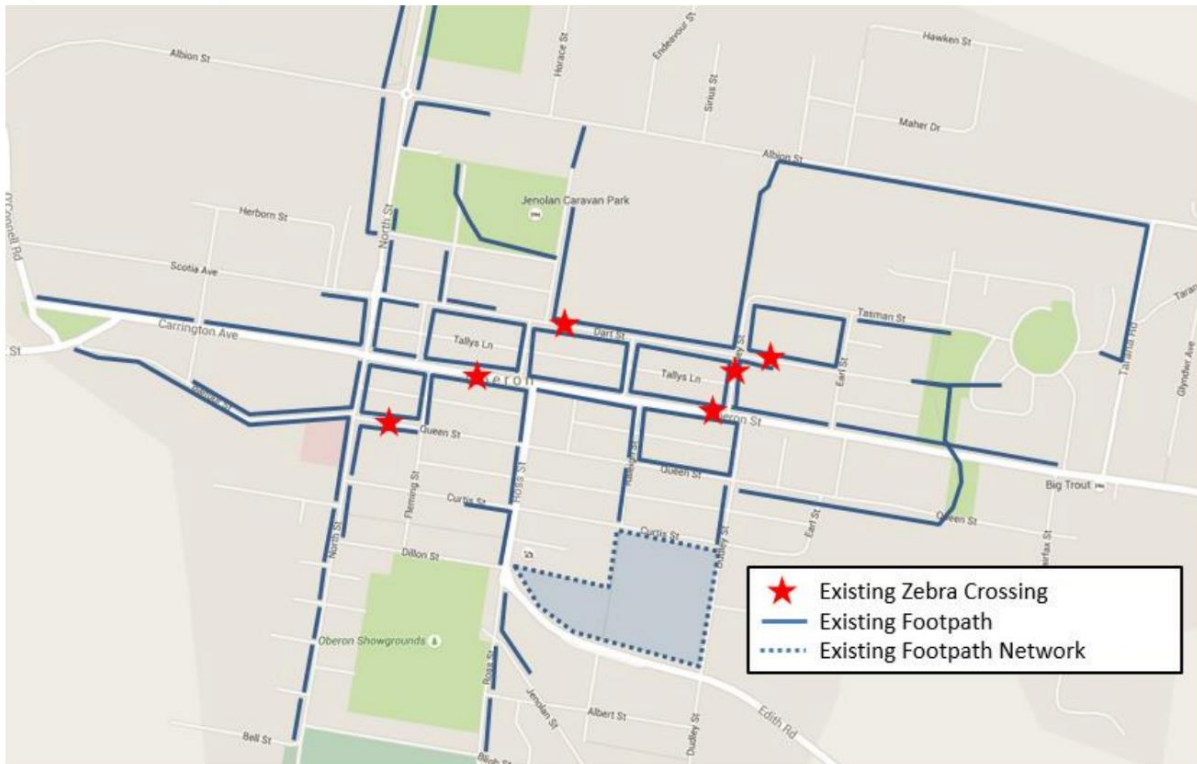 Hawken St
Endeavour St
Horace St
Albion St
Sirius St
Maher Dr
Albion St
Jenolan Caravan Park
Herborn St
North St
O'Connell Rd
Scotia Ave
Tasman St
Carrington Ave
Dart St
Tallys Ln
Tallys Ln
Earl St
Glyndwr Ave
Queen St
Queen St
Ross St
Big Trout
Fleming St
Curtis St
Queen St
Earl St
Curtis St
North St
Dillon St
Dudley St
Existing Zebra Crossing
Existing Footpath
Existing Footpath Network
Oberon Showgrounds
Ross St
Jenolan St
Albert St
Edith Rd
Dudley St
Bell St